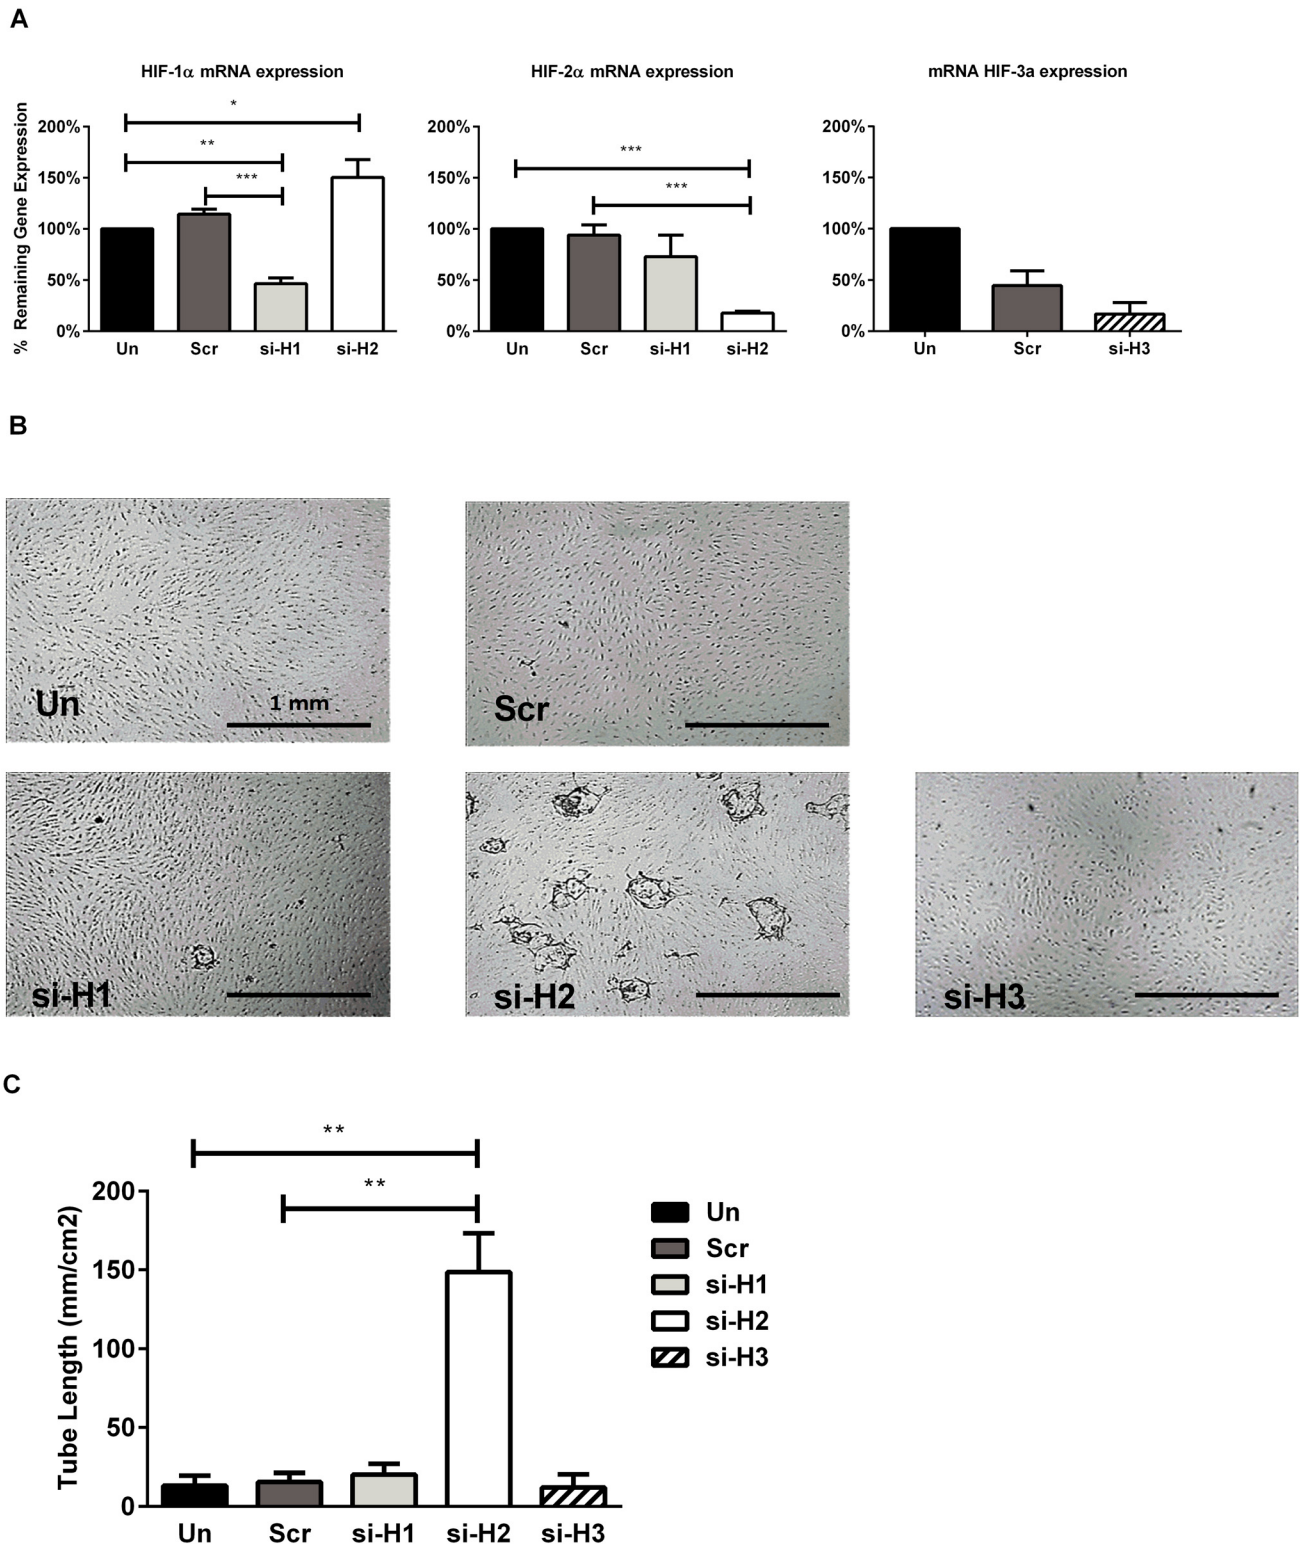 A
HIF-1α mRNA expression
HIF-2α mRNA expression
mRNA HIF-3a expression
% Remaining Gene Expression
200%
150%
100%
50%
0%
*
**
***
Un
Scr
si-H1
si-H2
200%
150%
100%
50%
0%
***
***
Un
Scr
si-H1
si-H2
200%
150%
100%
50%
0%
Un
Scr
si-H3
B
Un
1 mm
Scr
si-H1
si-H2
si-H3
C
Tube Length (mm/cm2)
200
150
100
50
0
**
**
Un
Scr
si-H1
si-H2
si-H3
Un
Scr
si-H1
si-H2
si-H3